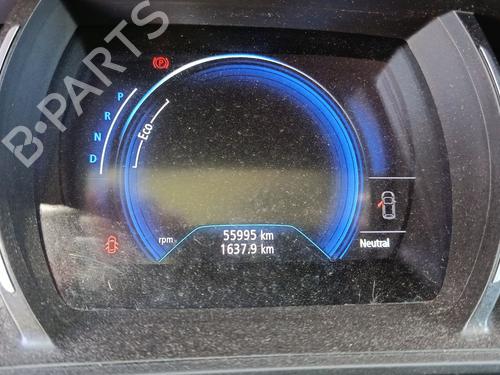 B-PARTS
P
R
N
D
Eco
rpm
55995 km
1637.9 km
Neutral